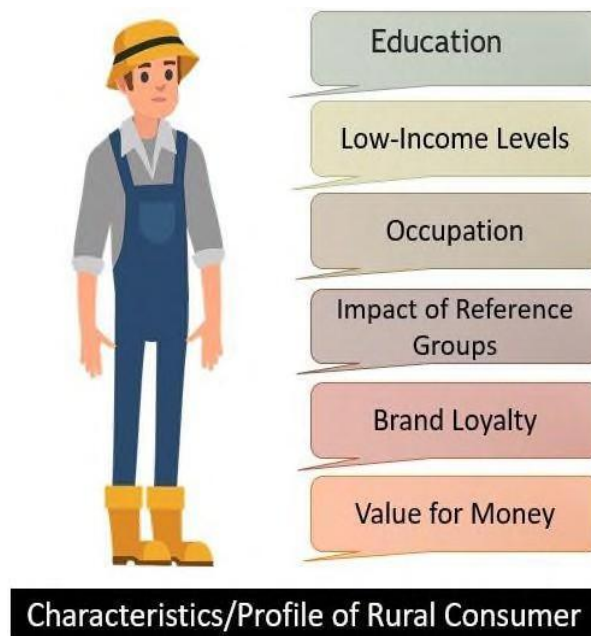 Education
Low-Income Levels
Occupation
Impact of Reference
Groups
Brand Loyalty
Value for Money
Characteristics/Profile of Rural Consumer